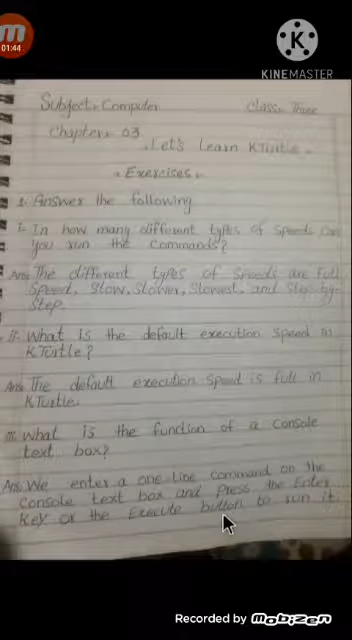 m
01:44
K
KINEMASTER
Subject:- Computer Class:- Three
Chapter:- 03
Let's Learn KTurtle.
Exercises.
1. Answer the following
I. In how many different types of speeds can
you run the commands?
Ans: The different types of speeds are Full
Speed, Slow, Slower, Slowest, and Step-by-
Step.
II. What is the default execution speed in
KTurtle?
Ans: The default execution speed is full in
KTurtle.
III. What is the function of a console
text box?
Ans: We enter a one line command on the
Console text box and Press the Enter
Key or the Execute button to run it.
Recorded by Mobizen